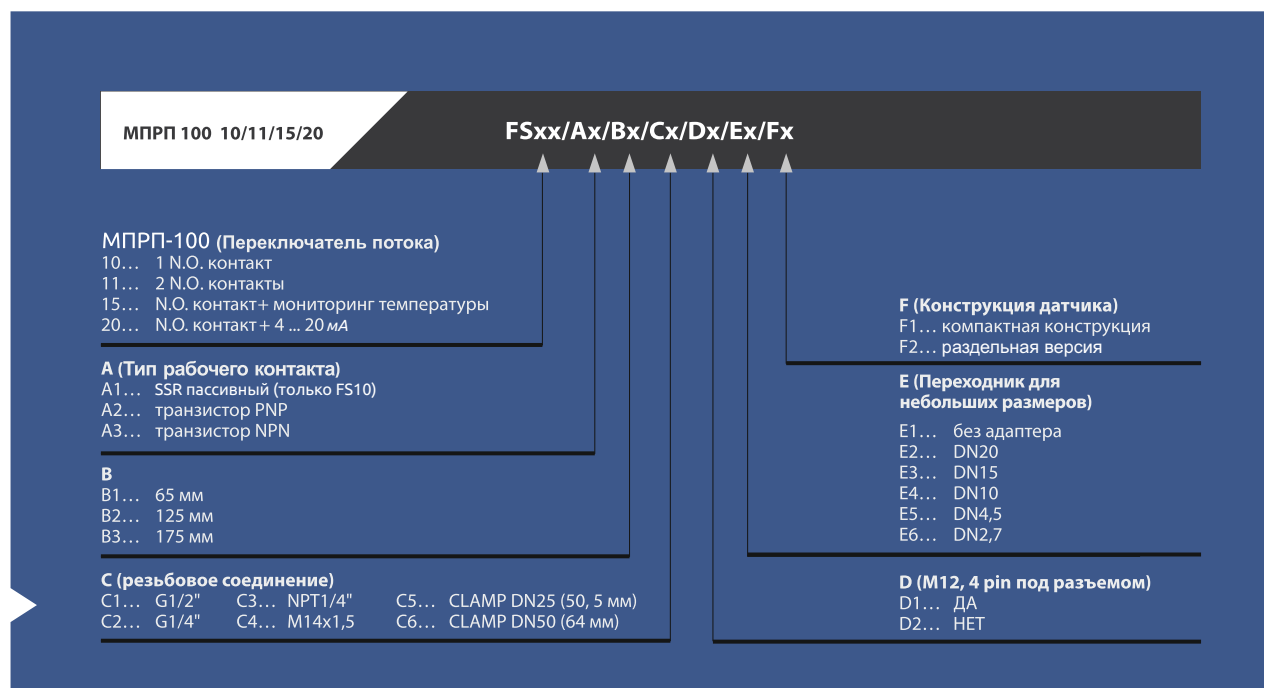 МПРП 100 10/11/15/20
FSxx/Ax/Bx/Cx/Dx/Ex/Fx
МПРП-100 (Переключатель потока)
10... 1 N.O. контакт
11... 2 N.O. контакты
15... N.O. контакт+ мониторинг температуры
20... N.O. контакт+ 4 ... 20 мА
A (Тип рабочего контакта)
A1... SSR пассивный (только FS10)
A2... транзистор PNP
A3... транзистор NPN
B
B1... 65 мм
B2... 125 мм
B3... 175 мм
C (резьбовое соединение)
C1... G1/2" C3... NPT1/4" C5... CLAMP DN25 (50, 5 мм)
C2... G1/4" C4... M14x1,5 C6... CLAMP DN50 (64 мм)
F (Конструкция датчика)
F1... компактная конструкция
F2... раздельная версия
E (Переходник для
небольших размеров)
E1... без адаптера
E2... DN20
E3... DN15
E4... DN10
E5... DN4,5
E6... DN2,7
D (M12, 4 pin под разъемом)
D1... ДА
D2... НЕТ